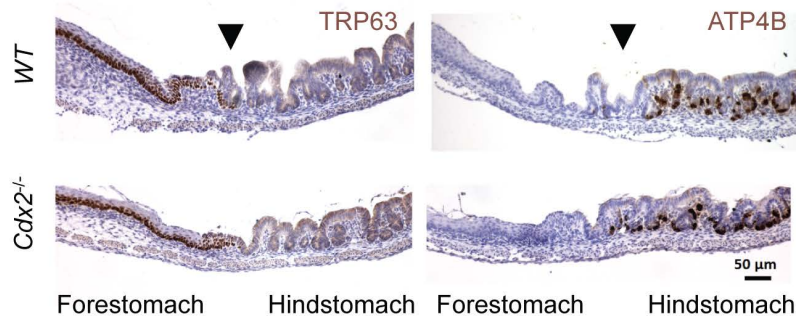 TRP63
ATP4B
WT
Cdx2-/-
50 µm
Forestomach
Hindstomach
Forestomach
Hindstomach